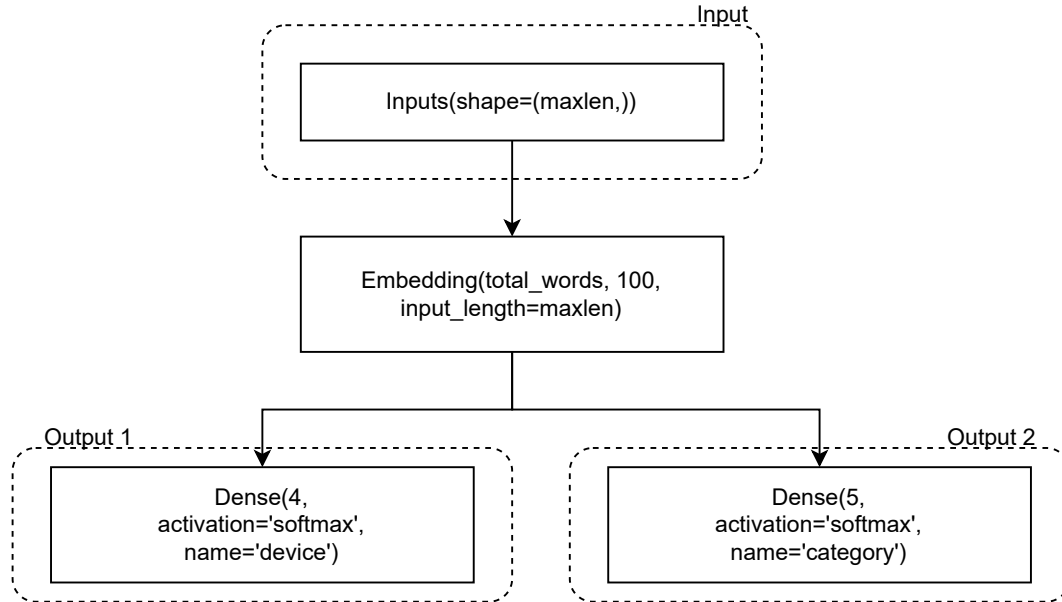 Input
Inputs(shape=(maxlen,))
Embedding(total_words, 100,
input_length=maxlen)
Output 1
Dense(4,
activation='softmax',
name='device')
Output 2
Dense(5,
activation='softmax',
name='category')